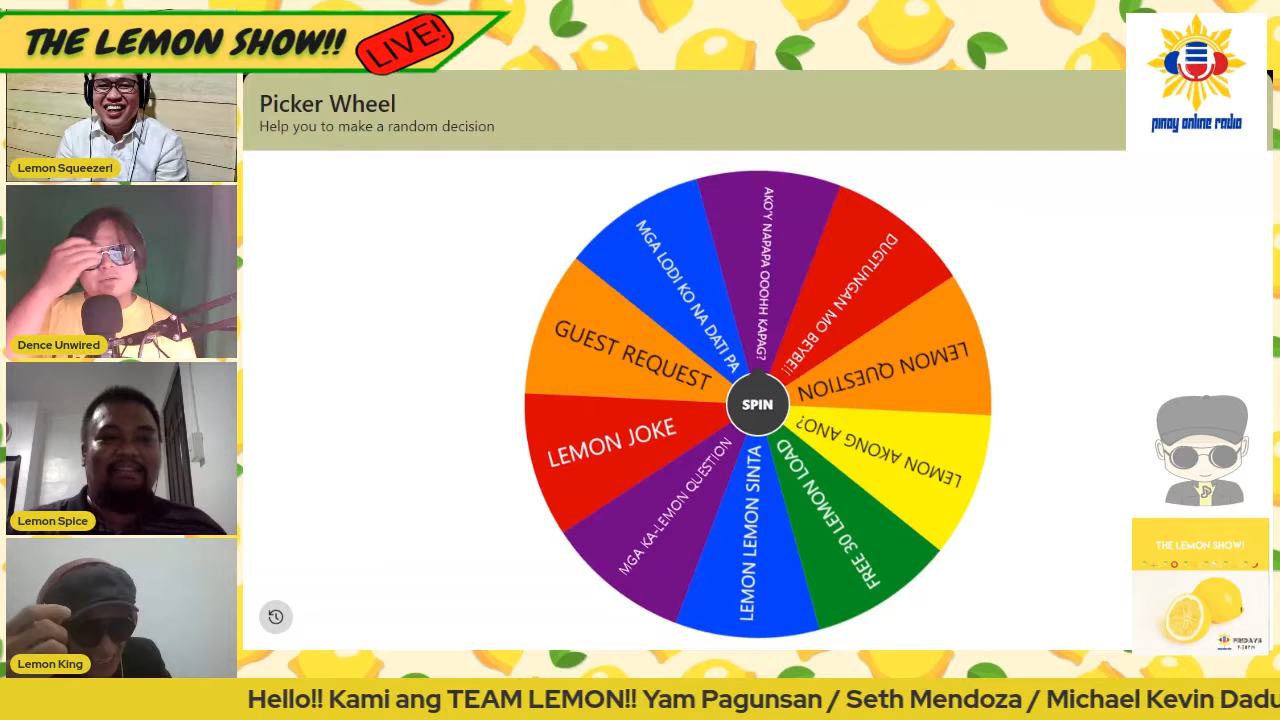 THE LEMON SHOW!!
LIVE!
pinoy online radio
Picker Wheel
Help you to make a random decision
Lemon Squeezer!
Dence Unwired
Lemon Spice
Lemon King
AKO'Y NAPAPA OOOHH KAPAG?
DUGTUNGAN MO BEYBE!!
LEMON QUESTION
LEMON AKONG ANO?
FREE 30 LEMON LOAD
LEMON LEMON SINTA
MGA KA-LEMON QUESTION
LEMON JOKE
GUEST REQUEST
MGA LODI KO NA DATI PA
SPIN
THE LEMON SHOW!
FRIDAYS
Hello!! Kami ang TEAM LEMON!! Yam Pagunsan / Seth Mendoza / Michael Kevin Dadu